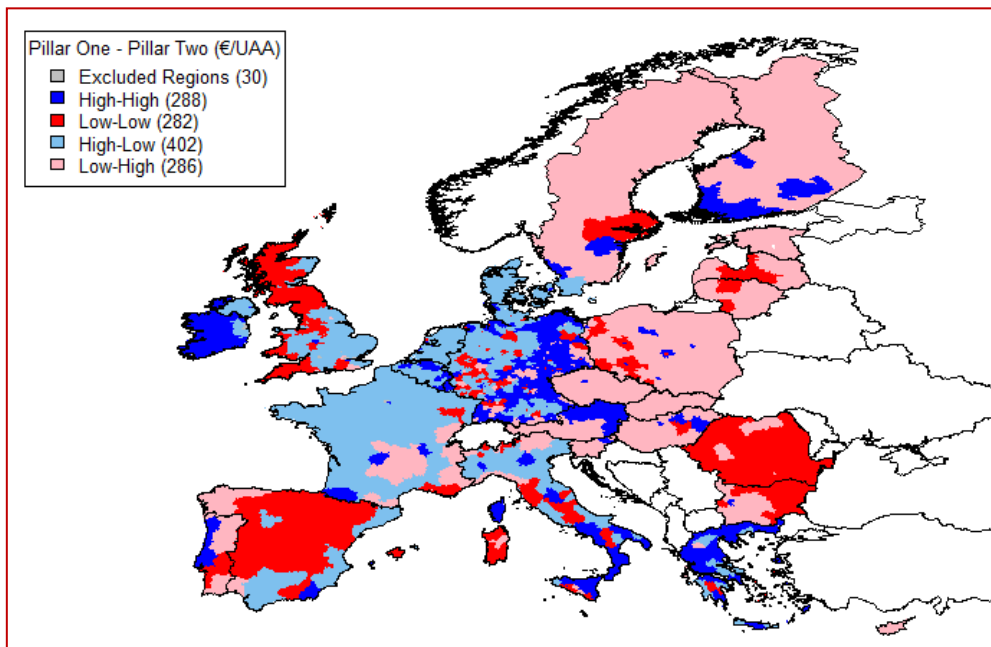 Pillar One - Pillar Two (€/UAA)
Excluded Regions (30)
High-High (288)
Low-Low (282)
High-Low (402)
Low-High (286)